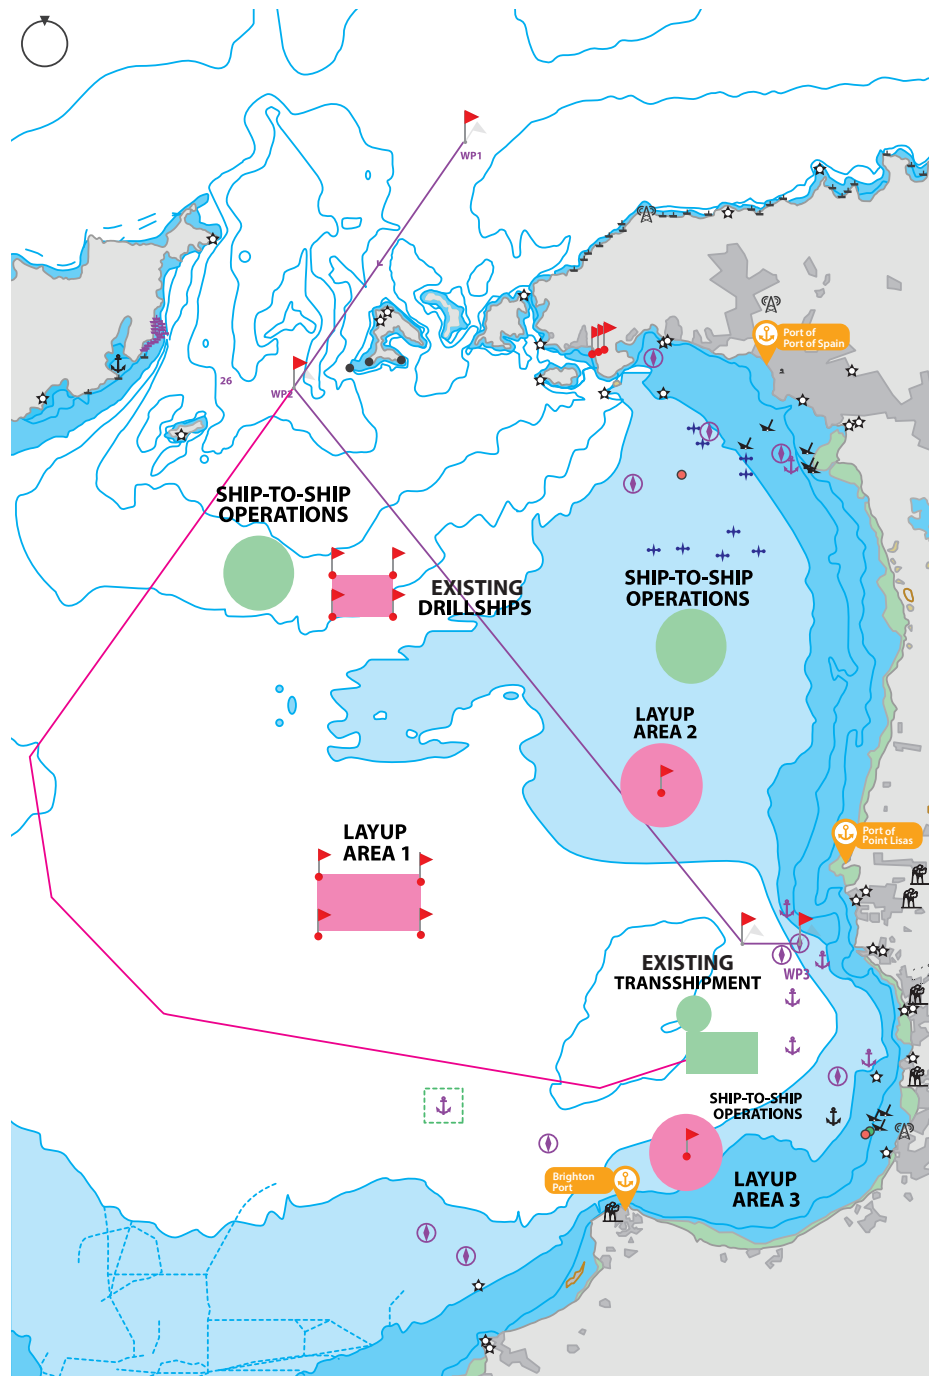 WP1
Port of
Port of Spain
WP2
26
SHIP-TO-SHIP
OPERATIONS
EXISTING
DRILLSHIPS
SHIP-TO-SHIP
OPERATIONS
LAYUP
AREA 2
LAYUP
AREA 1
Port of
Point Lisas
EXISTING
TRANSSHIPMENT
WP3
SHIP-TO-SHIP
OPERATIONS
Brighton
Port
LAYUP
AREA 3